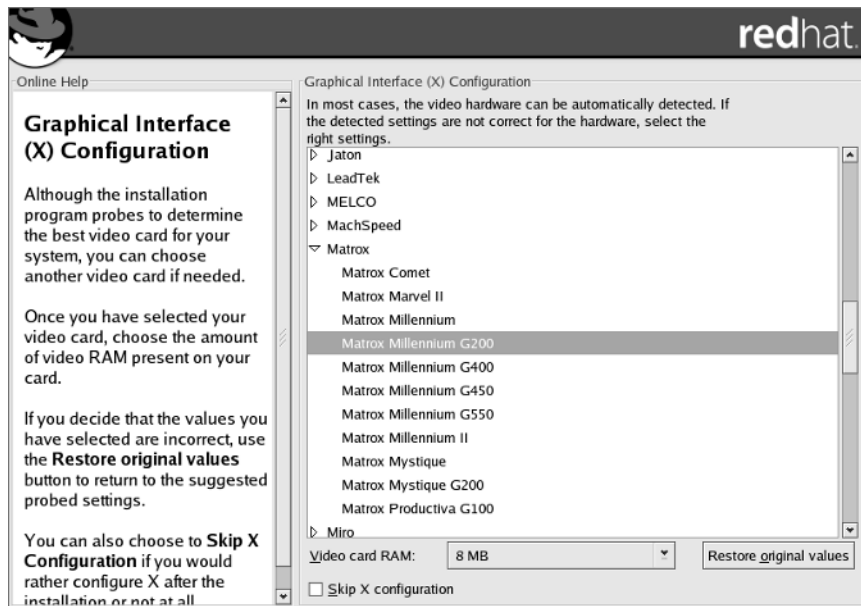 redhat.
Online Help
Graphical Interface
(X) Configuration
Although the installation
program probes to determine
the best video card for your
system, you can choose
another video card if needed.
Once you have selected your
video card, choose the amount
of video RAM present on your
card.
If you decide that the values you
have selected are incorrect, use
the Restore original values
button to return to the suggested
probed settings.
You can also choose to Skip X
Configuration if you would
rather configure X after the
installation or not at all
Graphical Interface (X) Configuration
In most cases, the video hardware can be automatically detected. If
the detected settings are not correct for the hardware, select the
right settings.
Jaton
LeadTek
MELCO
MachSpeed
Matrox
Matrox Comet
Matrox Marvel II
Matrox Millennium
Matrox Millennium G200
Matrox Millennium G400
Matrox Millennium G450
Matrox Millennium G550
Matrox Millennium II
Matrox Mystique
Matrox Mystique G200
Matrox Productiva G100
Miro
Video card RAM: 8 MB Restore original values
Skip X configuration